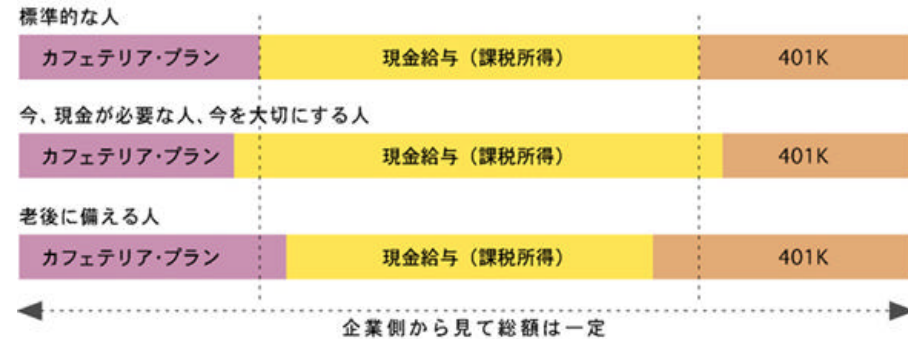 標準的な人
カフェテリア・プラン 現金給与（課税所得） 401K
今、現金が必要な人、今を大切にする人
カフェテリア・プラン 現金給与（課税所得） 401K
老後に備える人
カフェテリア・プラン 現金給与（課税所得） 401K
企業側から見て総額は一定